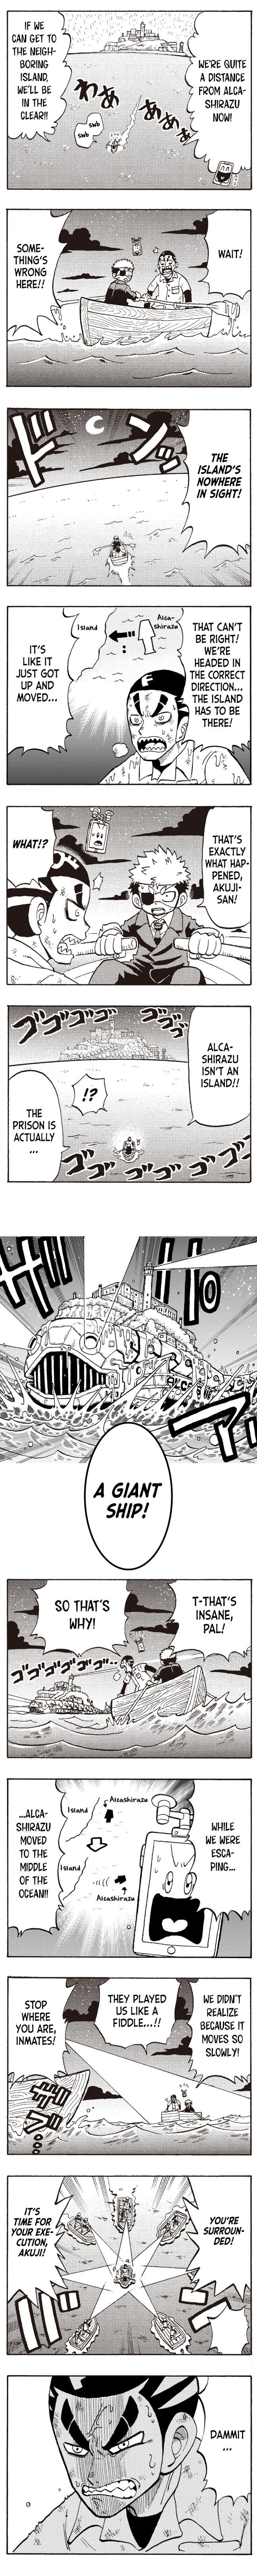 WE'RE QUITE
A DISTANCE
FROM ALCA-
SHIRAZU
NOW!
IF WE
CAN GET TO
THE NEIGH-
BORING
ISLAND,
WE'LL BE
IN THE
CLEAR!!
わあ
あああ
SWB
SWB
WAIT!
SOME-
THING'S
WRONG
HERE!!
THE
ISLAND'S
NOWHERE
IN SIGHT!
ドンッ
THAT CAN'T
BE RIGHT!
WE'RE
HEADED IN
THE CORRECT
DIRECTION...
THE ISLAND
HAS TO BE
THERE!
Alca-
shirazu
Island
IT'S
LIKE IT
JUST GOT
UP AND
MOVED...
THAT'S
EXACTLY
WHAT HAP-
PENED,
AKUJI-
SAN!
WHAT!?
ALCA-
SHIRAZU
ISN'T AN
ISLAND!!
ゴゴゴゴゴ
ゴゴゴ
!?
THE
PRISON IS
ACTUALLY
...
ゴゴ
ゴゴ
ゴゴ
A GIANT
SHIP!
T-THAT'S
INSANE,
PAL!
SO THAT'S
WHY!
ゴゴゴゴゴゴ
WHILE
WE WERE
ESCA-
PING...
Alcashirazu
Island
Island
Alcashirazu
...ALCA-
SHIRAZU
MOVED
TO THE
MIDDLE
OF THE
OCEAN!!
WE DIDN'T
REALIZE
BECAUSE IT
MOVES SO
SLOWLY!
THEY PLAYED
US LIKE A
FIDDLE...!!
STOP
WHERE
YOU ARE,
INMATES!
YOU'RE
SURROUN-
DED!
IT'S
TIME FOR
YOUR EXE-
CUTION,
AKUJI!
DAMMIT
...